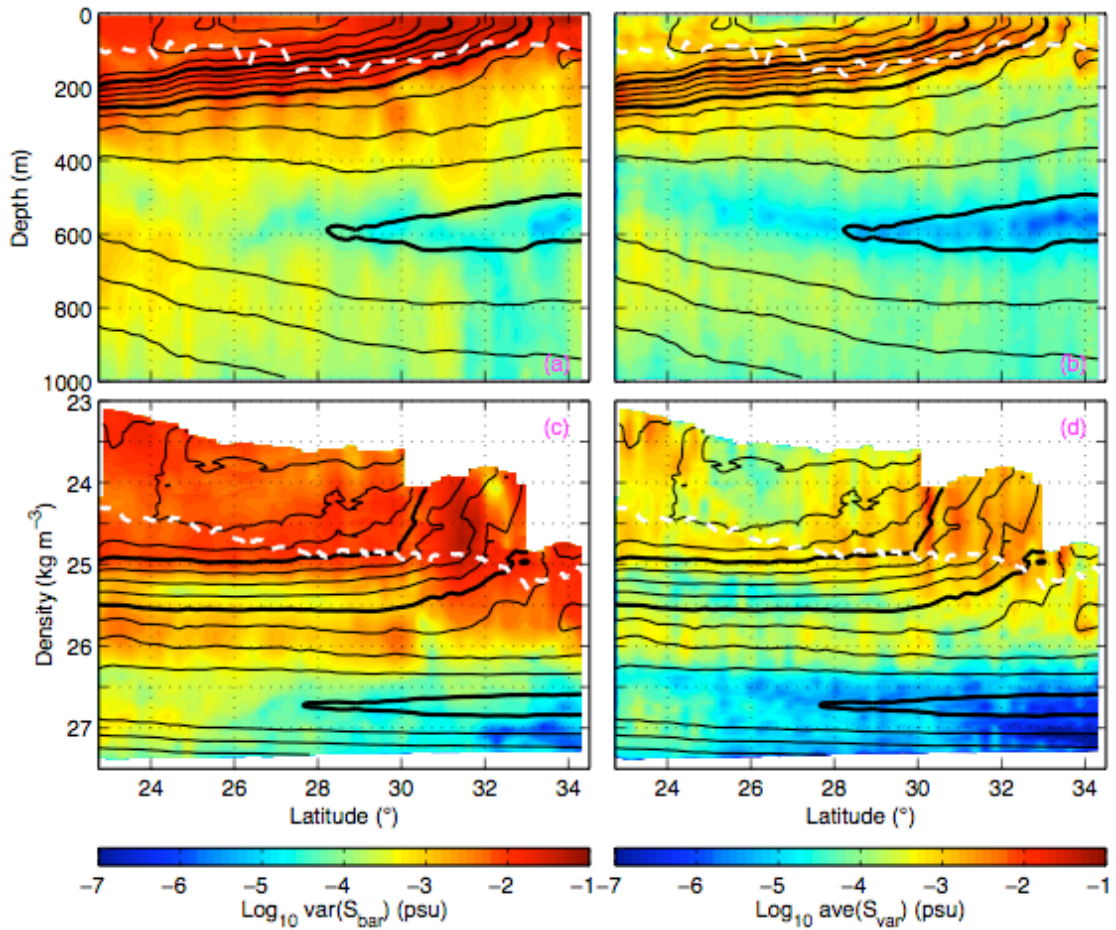 0
200
400
600
800
1000
Depth (m)
(a)
(b)
23
24
25
26
27
Density (kg m⁻³)
(c)
(d)
24 26 28 30 32 34
24 26 28 30 32 34
Latitude (°)
Latitude (°)
−7 −6 −5 −4 −3 −2 −1
−7 −6 −5 −4 −3 −2 −1
Log₁₀ var(S_bar) (psu)
Log₁₀ ave(S_var) (psu)